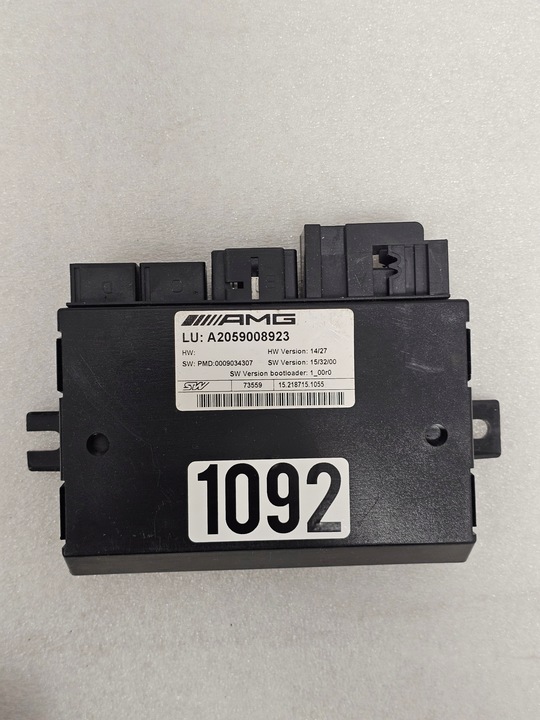 AMG
LU: A2059008923
HW: HW Version: 14/27
SW: PMD:0009034307 SW Version: 15/32/00
SW Version bootloader: 1_00r0
STW 73559 15.218715.1055
1092